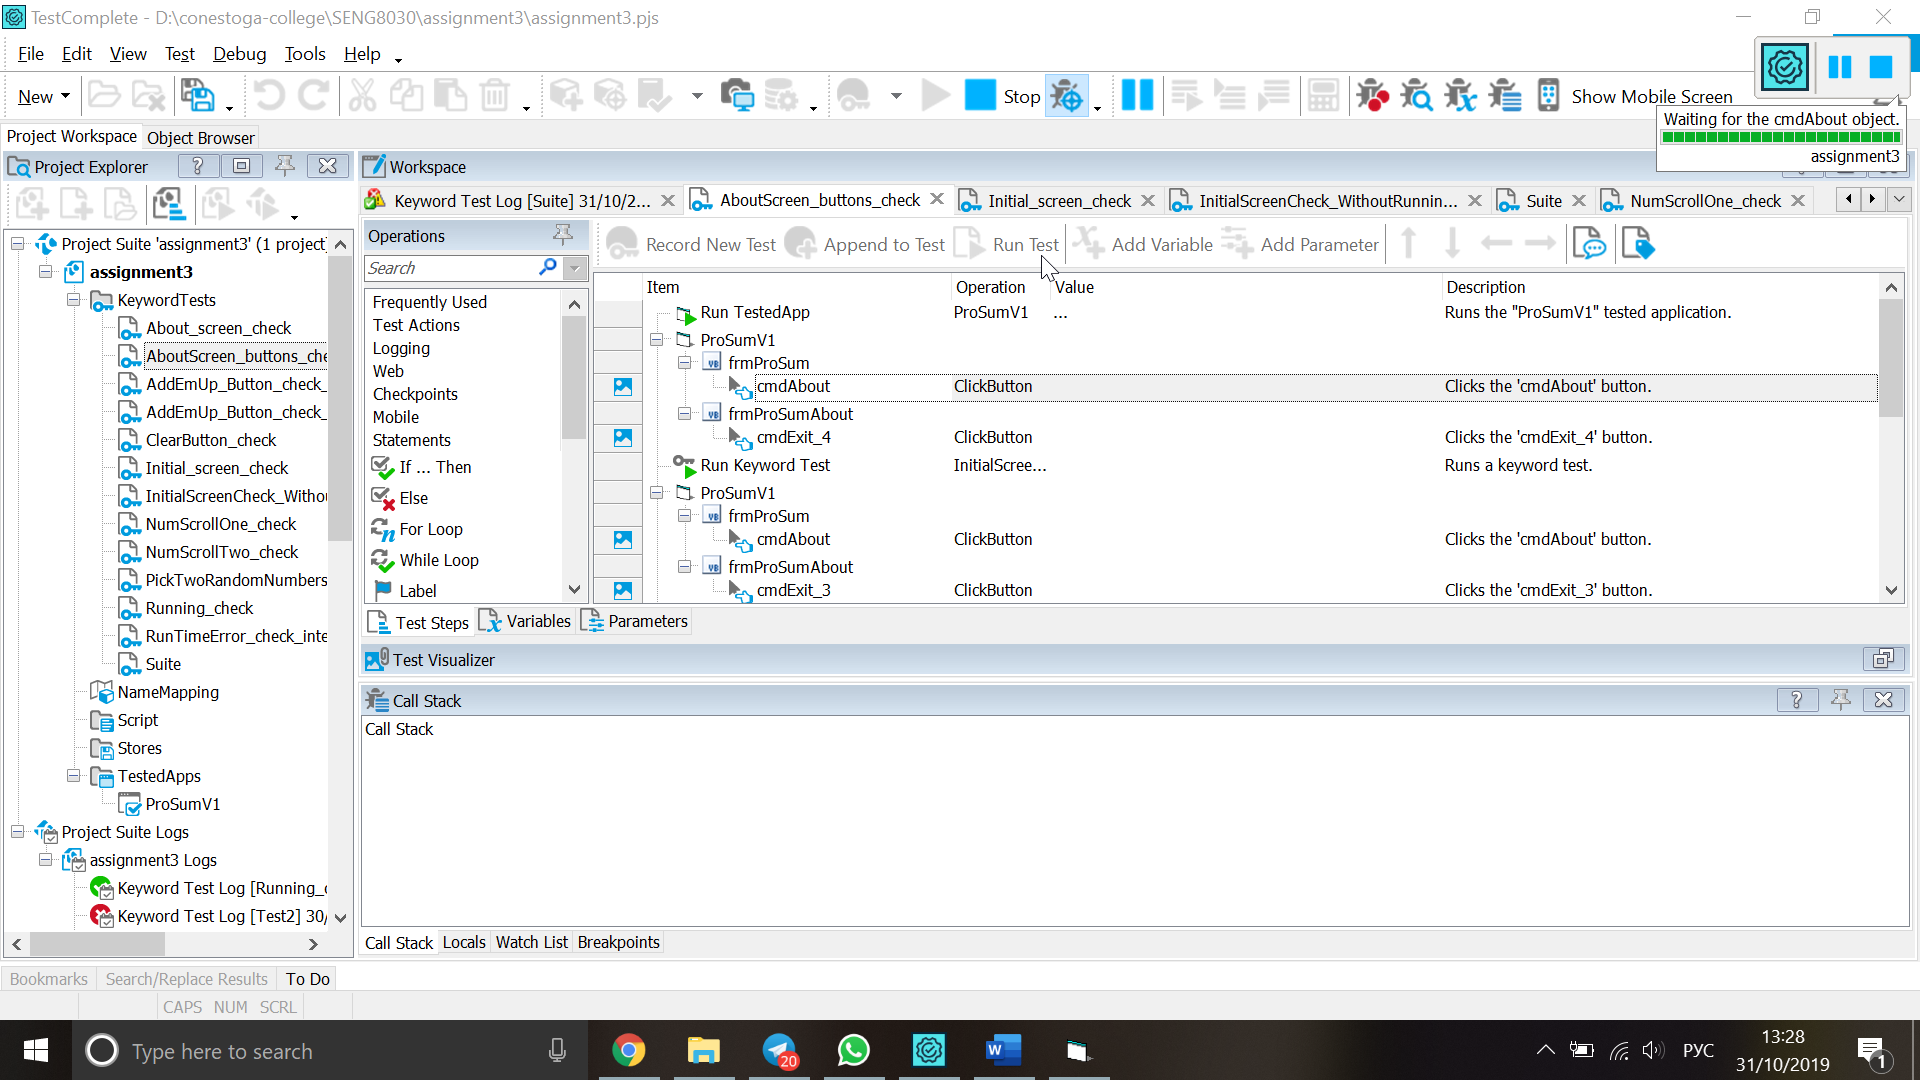 TestComplete - D:\conestoga-college\SENG8030\assignment3\assignment3.pjs
File Edit View Test Debug Tools Help
New Stop Show Mobile Screen
Waiting for the cmdAbout object.
assignment3
Project Workspace Object Browser
Project Explorer
Project Suite 'assignment3' (1 project
assignment3
KeywordTests
About_screen_check
AboutScreen_buttons_che
AddEmUp_Button_check_
AddEmUp_Button_check_
ClearButton_check
Initial_screen_check
InitialScreenCheck_Witho
NumScrollOne_check
NumScrollTwo_check
PickTwoRandomNumbers
Running_check
RunTimeError_check_inte
Suite
NameMapping
Script
Stores
TestedApps
ProSumV1
Project Suite Logs
assignment3 Logs
Keyword Test Log [Running_c
Keyword Test Log [Test2] 30/
Workspace
Keyword Test Log [Suite] 31/10/2... AboutScreen_buttons_check Initial_screen_check InitialScreenCheck_WithoutRunnin... Suite NumScrollOne_check
Operations
Search
Frequently Used
Test Actions
Logging
Web
Checkpoints
Mobile
Statements
If ... Then
Else
For Loop
While Loop
Label
Record New Test Append to Test Run Test Add Variable Add Parameter
Item Operation Value Description
Run TestedApp ProSumV1 ... Runs the "ProSumV1" tested application.
ProSumV1
frmProSum
cmdAbout ClickButton Clicks the 'cmdAbout' button.
frmProSumAbout
cmdExit_4 ClickButton Clicks the 'cmdExit_4' button.
Run Keyword Test InitialScree... Runs a keyword test.
ProSumV1
frmProSum
cmdAbout ClickButton Clicks the 'cmdAbout' button.
frmProSumAbout
cmdExit_3 ClickButton Clicks the 'cmdExit_3' button.
Test Steps Variables Parameters
Test Visualizer
Call Stack
Call Stack
Call Stack Locals Watch List Breakpoints
Bookmarks Search/Replace Results To Do
CAPS NUM SCRL
Type here to search
20
РУС
13:28
31/10/2019
1